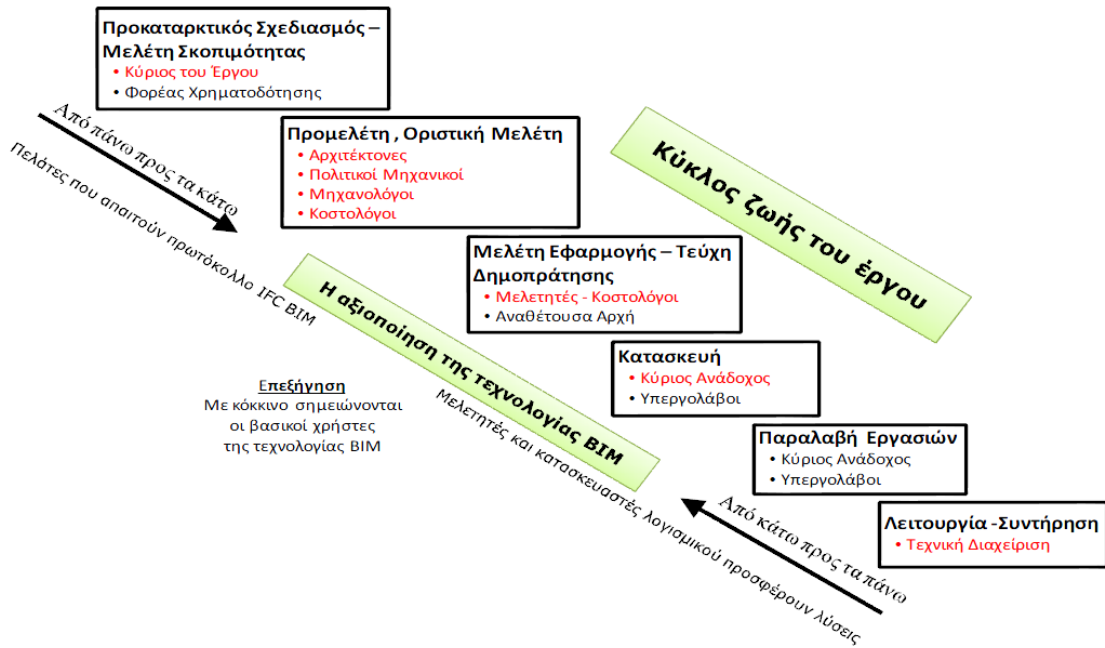 Προκαταρκτικός Σχεδιασμός –
Μελέτη Σκοπιμότητας
• Κύριος του Έργου
• Φορέας Χρηματοδότησης
Από πάνω προς τα κάτω
Πελάτες που απαιτούν πρωτόκολλο IFC BIM
Προμελέτη , Οριστική Μελέτη
• Αρχιτέκτονες
• Πολιτικοί Μηχανικοί
• Μηχανολόγοι
• Κοστολόγοι
Κύκλος ζωής του έργου
Μελέτη Εφαρμογής – Τεύχη
Δημοπράτησης
• Μελετητές - Κοστολόγοι
• Αναθέτουσα Αρχή
Η αξιοποίηση της τεχνολογίας BIM
Μελετητές και κατασκευαστές λογισμικού προσφέρουν λύσεις
Επεξήγηση
Με κόκκινο σημειώνονται
οι βασικοί χρήστες
της τεχνολογίας BIM
Κατασκευή
• Κύριος Ανάδοχος
• Υπεργολάβοι
Παραλαβή Εργασιών
• Κύριος Ανάδοχος
• Υπεργολάβοι
Από κάτω προς τα πάνω
Λειτουργία -Συντήρηση
• Τεχνική Διαχείριση